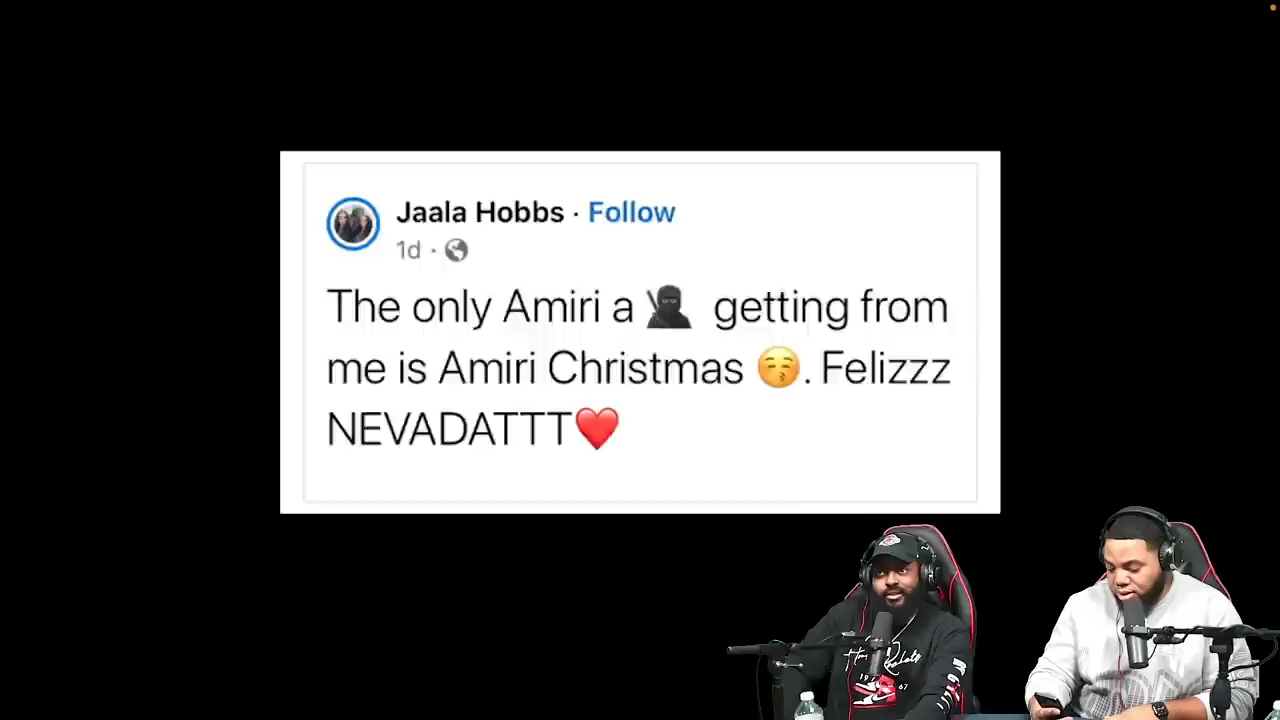 Jaala Hobbs · Follow
1d ·
The only Amiri a 🥷 getting from
me is Amiri Christmas 😚. Felizzz
NEVADATTT❤️